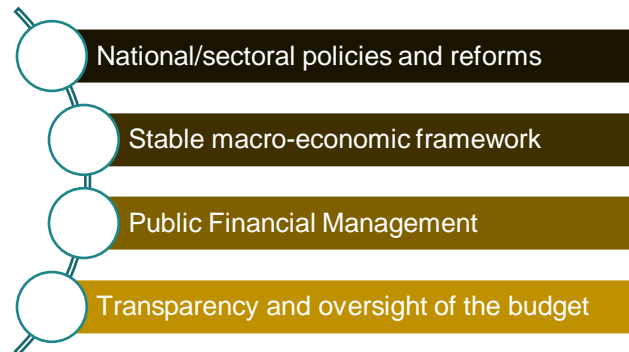 National/sectoral policies and reforms
Stable macro-economic framework
Public Financial Management
Transparency and oversight of the budget